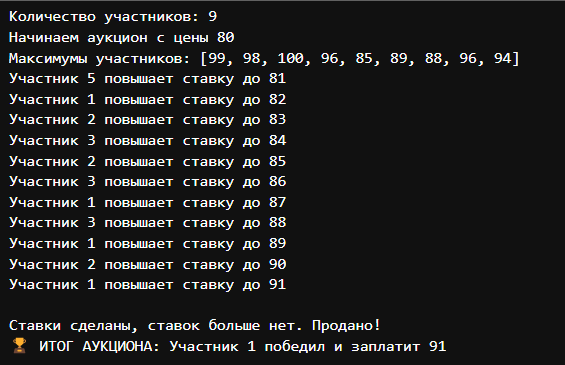 Количество участников: 9
Начинаем аукцион с цены 80
Максимумы участников: [99, 98, 100, 96, 85, 89, 88, 96, 94]
Участник 5 повышает ставку до 81
Участник 1 повышает ставку до 82
Участник 2 повышает ставку до 83
Участник 3 повышает ставку до 84
Участник 2 повышает ставку до 85
Участник 3 повышает ставку до 86
Участник 1 повышает ставку до 87
Участник 3 повышает ставку до 88
Участник 1 повышает ставку до 89
Участник 2 повышает ставку до 90
Участник 1 повышает ставку до 91
Ставки сделаны, ставок больше нет. Продано!
🏆 ИТОГ АУКЦИОНА: Участник 1 победил и заплатит 91